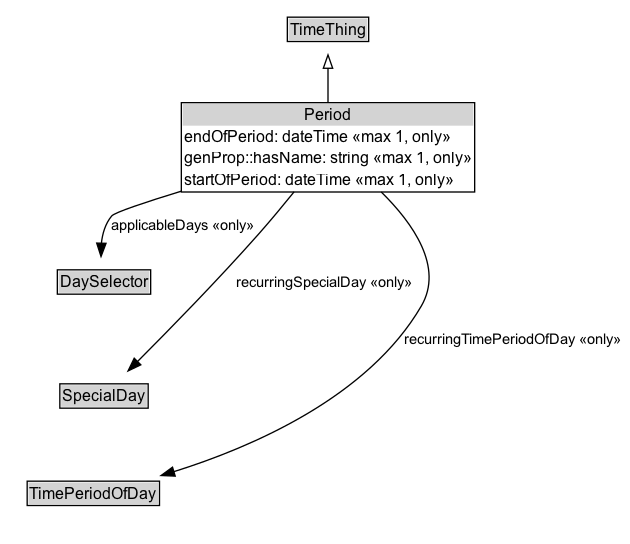 TimeThing
Period
endOfPeriod: dateTime «max 1, only»
genProp::hasName: string «max 1, only»
startOfPeriod: dateTime «max 1, only»
applicableDays «only»
DaySelector
recurringSpecialDay «only»
recurringTimePeriodOfDay «only»
SpecialDay
TimePeriodOfDay